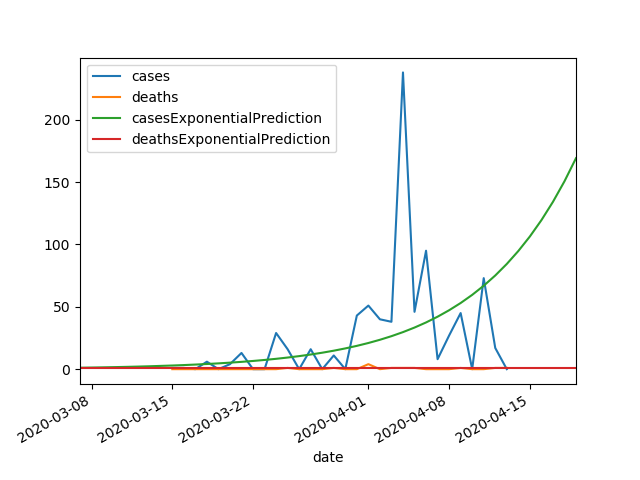 cases
deaths
casesExponentialPrediction
deathsExponentialPrediction
200
150
100
50
0
2020-03-08
2020-03-15
2020-03-22
2020-04-01
2020-04-08
2020-04-15
date